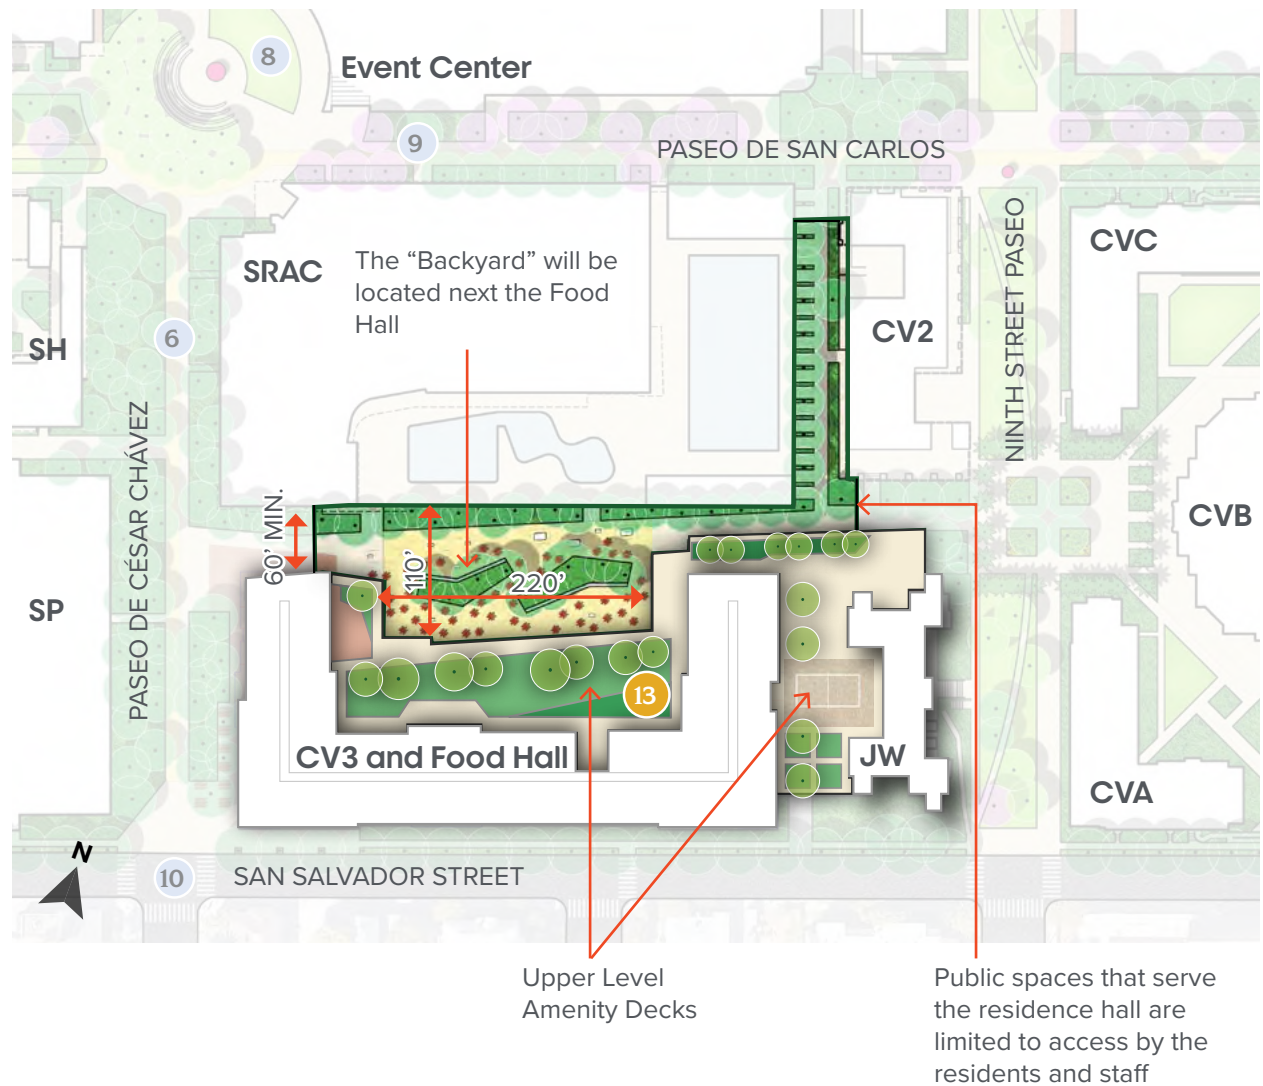 8
Event Center
9
PASEO DE SAN CARLOS
The “Backyard” will be
located next the Food
Hall
SRAC
CVC
NINTH STREET PASEO
6
SH
CV2
PASEO DE CÉSAR CHÁVEZ
60’ MIN.
110’
220’
CVB
SP
13
CV3 and Food Hall
JW
CVA
N
10
SAN SALVADOR STREET
Upper Level
Amenity Decks
Public spaces that serve
the residence hall are
limited to access by the
residents and staff